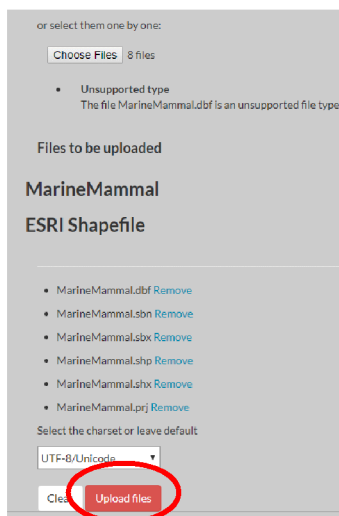 or select them one by one:
Choose Files 8 files
• Unsupported type
The file MarineMammal.dbf is an unsupported file type
Files to be uploaded
MarineMammal
ESRI Shapefile
• MarineMammal.dbf Remove
• MarineMammal.sbn Remove
• MarineMammal.sbx Remove
• MarineMammal.shp Remove
• MarineMammal.shx Remove
• MarineMammal.prj Remove
Select the charset or leave default
UTF-8/Unicode
Clea Upload files